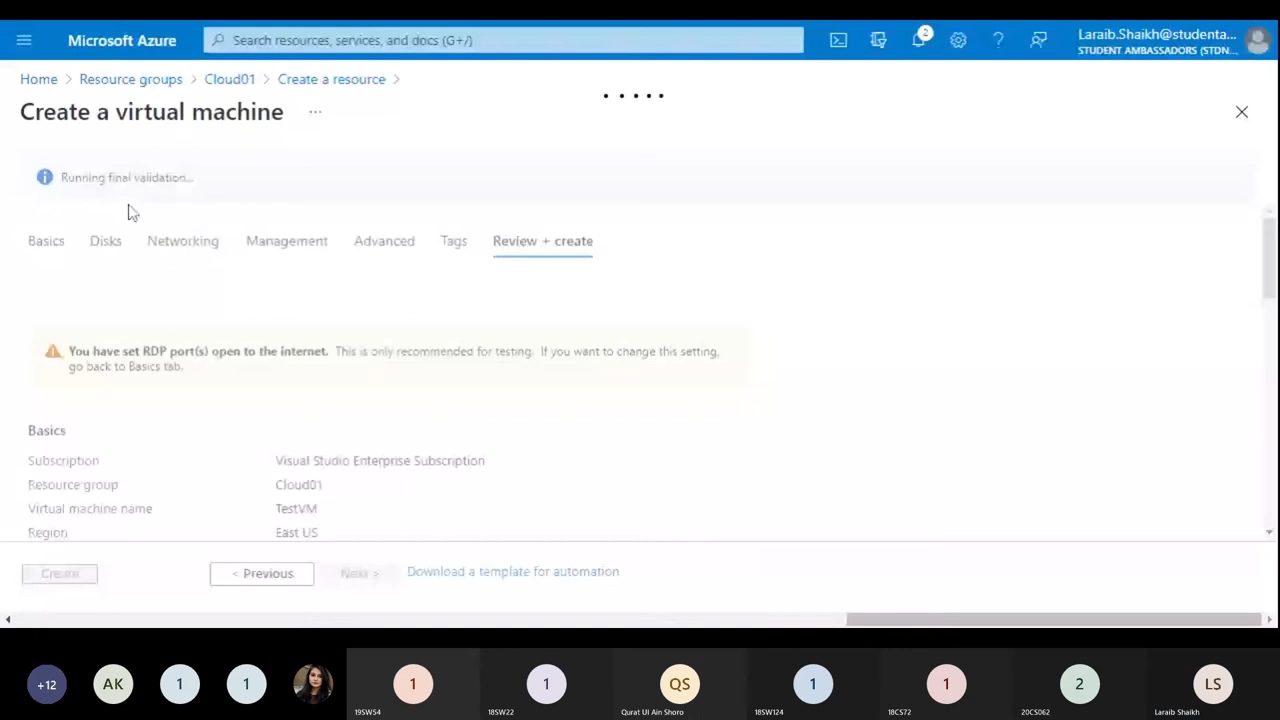 Microsoft Azure
Search resources, services, and docs (G+/)
2
Laraib.Shaikh@studenta...
STUDENT AMBASSADORS (STDN...
Home > Resource groups > Cloud01 > Create a resource >
Create a virtual machine ...
Running final validation...
Basics Disks Networking Management Advanced Tags Review + create
You have set RDP port(s) open to the internet. This is only recommended for testing. If you want to change this setting,
go back to Basics tab.
Basics
Subscription Visual Studio Enterprise Subscription
Resource group Cloud01
Virtual machine name TestVM
Region East US
Create < Previous Next > Download a template for automation
+12 AK 1 1 1 1 QS 1 1 2 LS
19SW54 18SW22 Qurat Ul Ain Shoro 18SW124 18CS72 20CS062 Laraib Shaikh